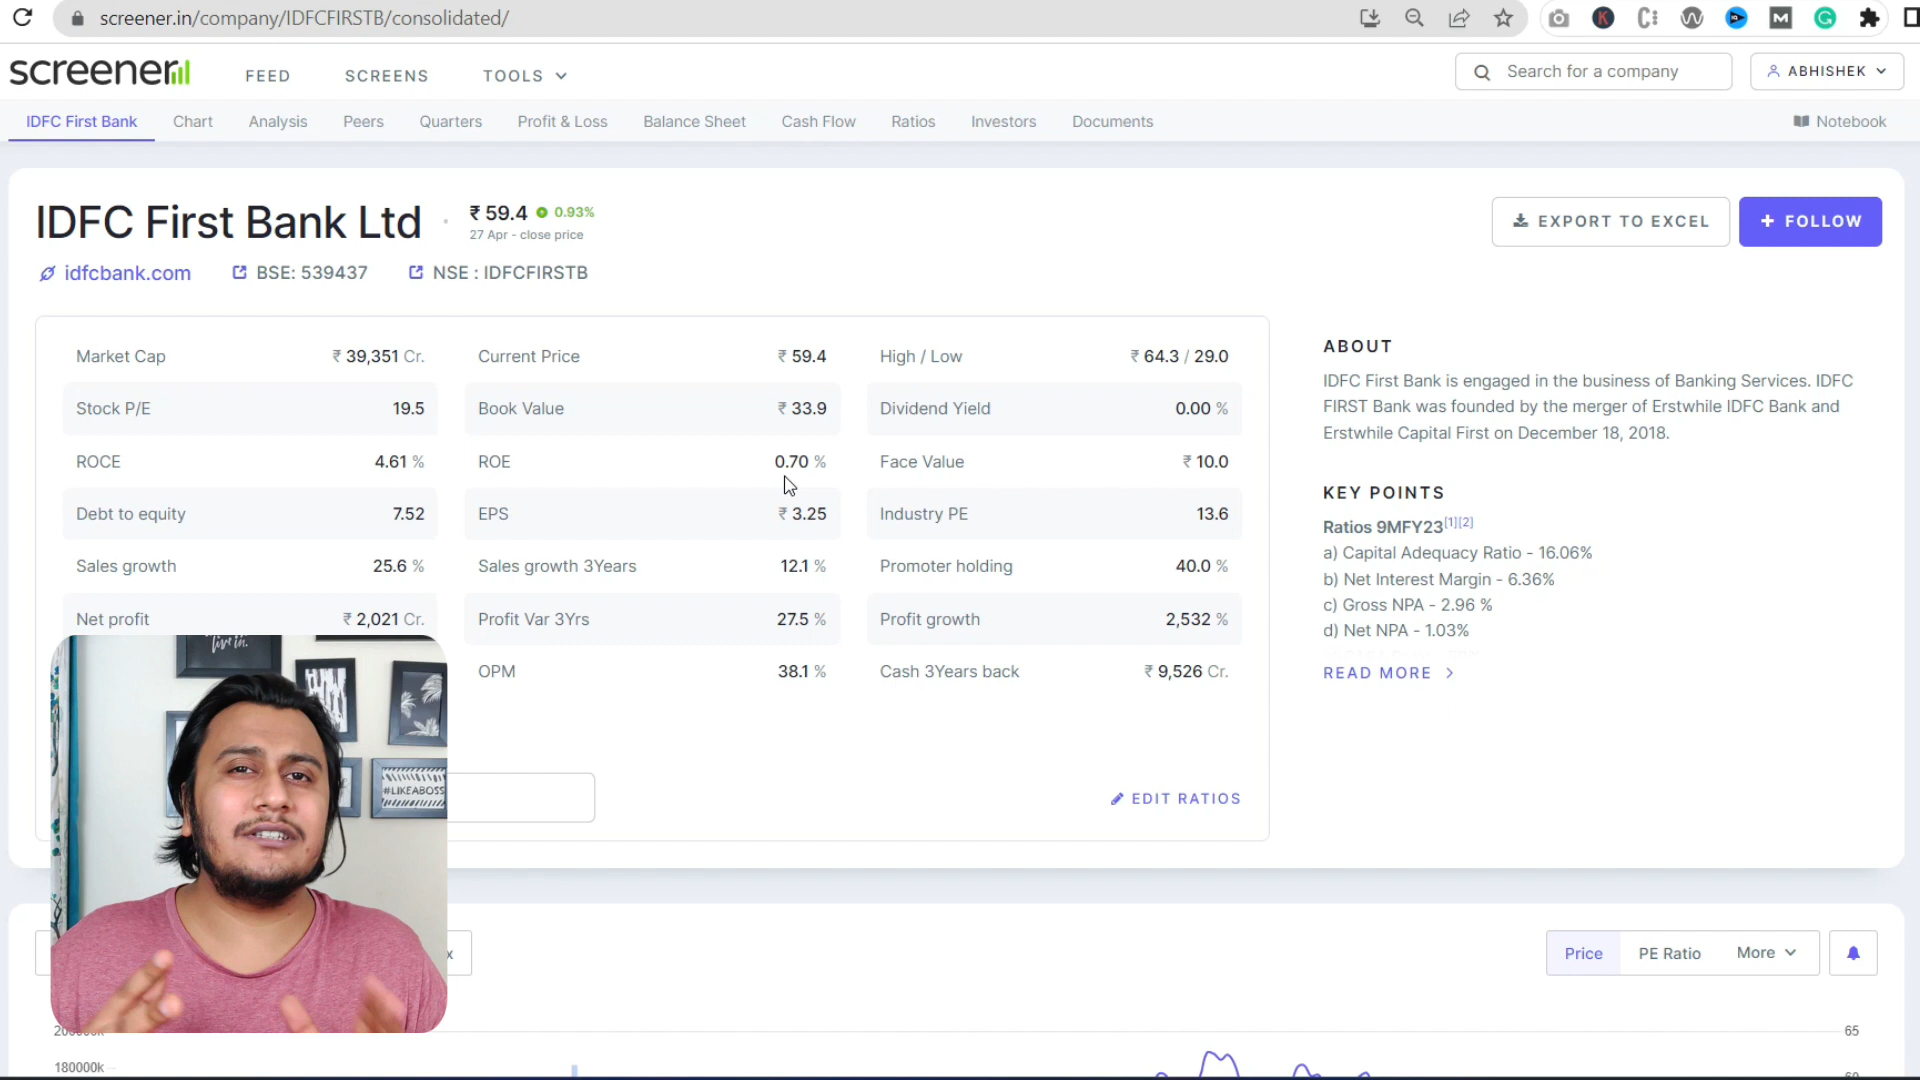 screener.in/company/IDFCFIRSTB/consolidated/
screener FEED SCREENS TOOLS Search for a company ABHISHEK
IDFC First Bank Chart Analysis Peers Quarters Profit & Loss Balance Sheet Cash Flow Ratios Investors Documents Notebook
IDFC First Bank Ltd · ₹ 59.4 0.93%
27 Apr - close price
EXPORT TO EXCEL + FOLLOW
idfcbank.com BSE: 539437 NSE : IDFCFIRSTB
Market Cap ₹ 39,351 Cr. Current Price ₹ 59.4 High / Low ₹ 64.3 / 29.0
Stock P/E 19.5 Book Value ₹ 33.9 Dividend Yield 0.00 %
ROCE 4.61 % ROE 0.70 % Face Value ₹ 10.0
Debt to equity 7.52 EPS ₹ 3.25 Industry PE 13.6
Sales growth 25.6 % Sales growth 3Years 12.1 % Promoter holding 40.0 %
Net profit ₹ 2,021 Cr. Profit Var 3Yrs 27.5 % Profit growth 2,532 %
OPM 38.1 % Cash 3Years back ₹ 9,526 Cr.
EDIT RATIOS
ABOUT
IDFC First Bank is engaged in the business of Banking Services. IDFC
FIRST Bank was founded by the merger of Erstwhile IDFC Bank and
Erstwhile Capital First on December 18, 2018.
KEY POINTS
Ratios 9MFY23[1][2]
a) Capital Adequacy Ratio - 16.06%
b) Net Interest Margin - 6.36%
c) Gross NPA - 2.96 %
d) Net NPA - 1.03%
READ MORE
live in.
#LIKEABOSS
x
Price PE Ratio More
65
180000k